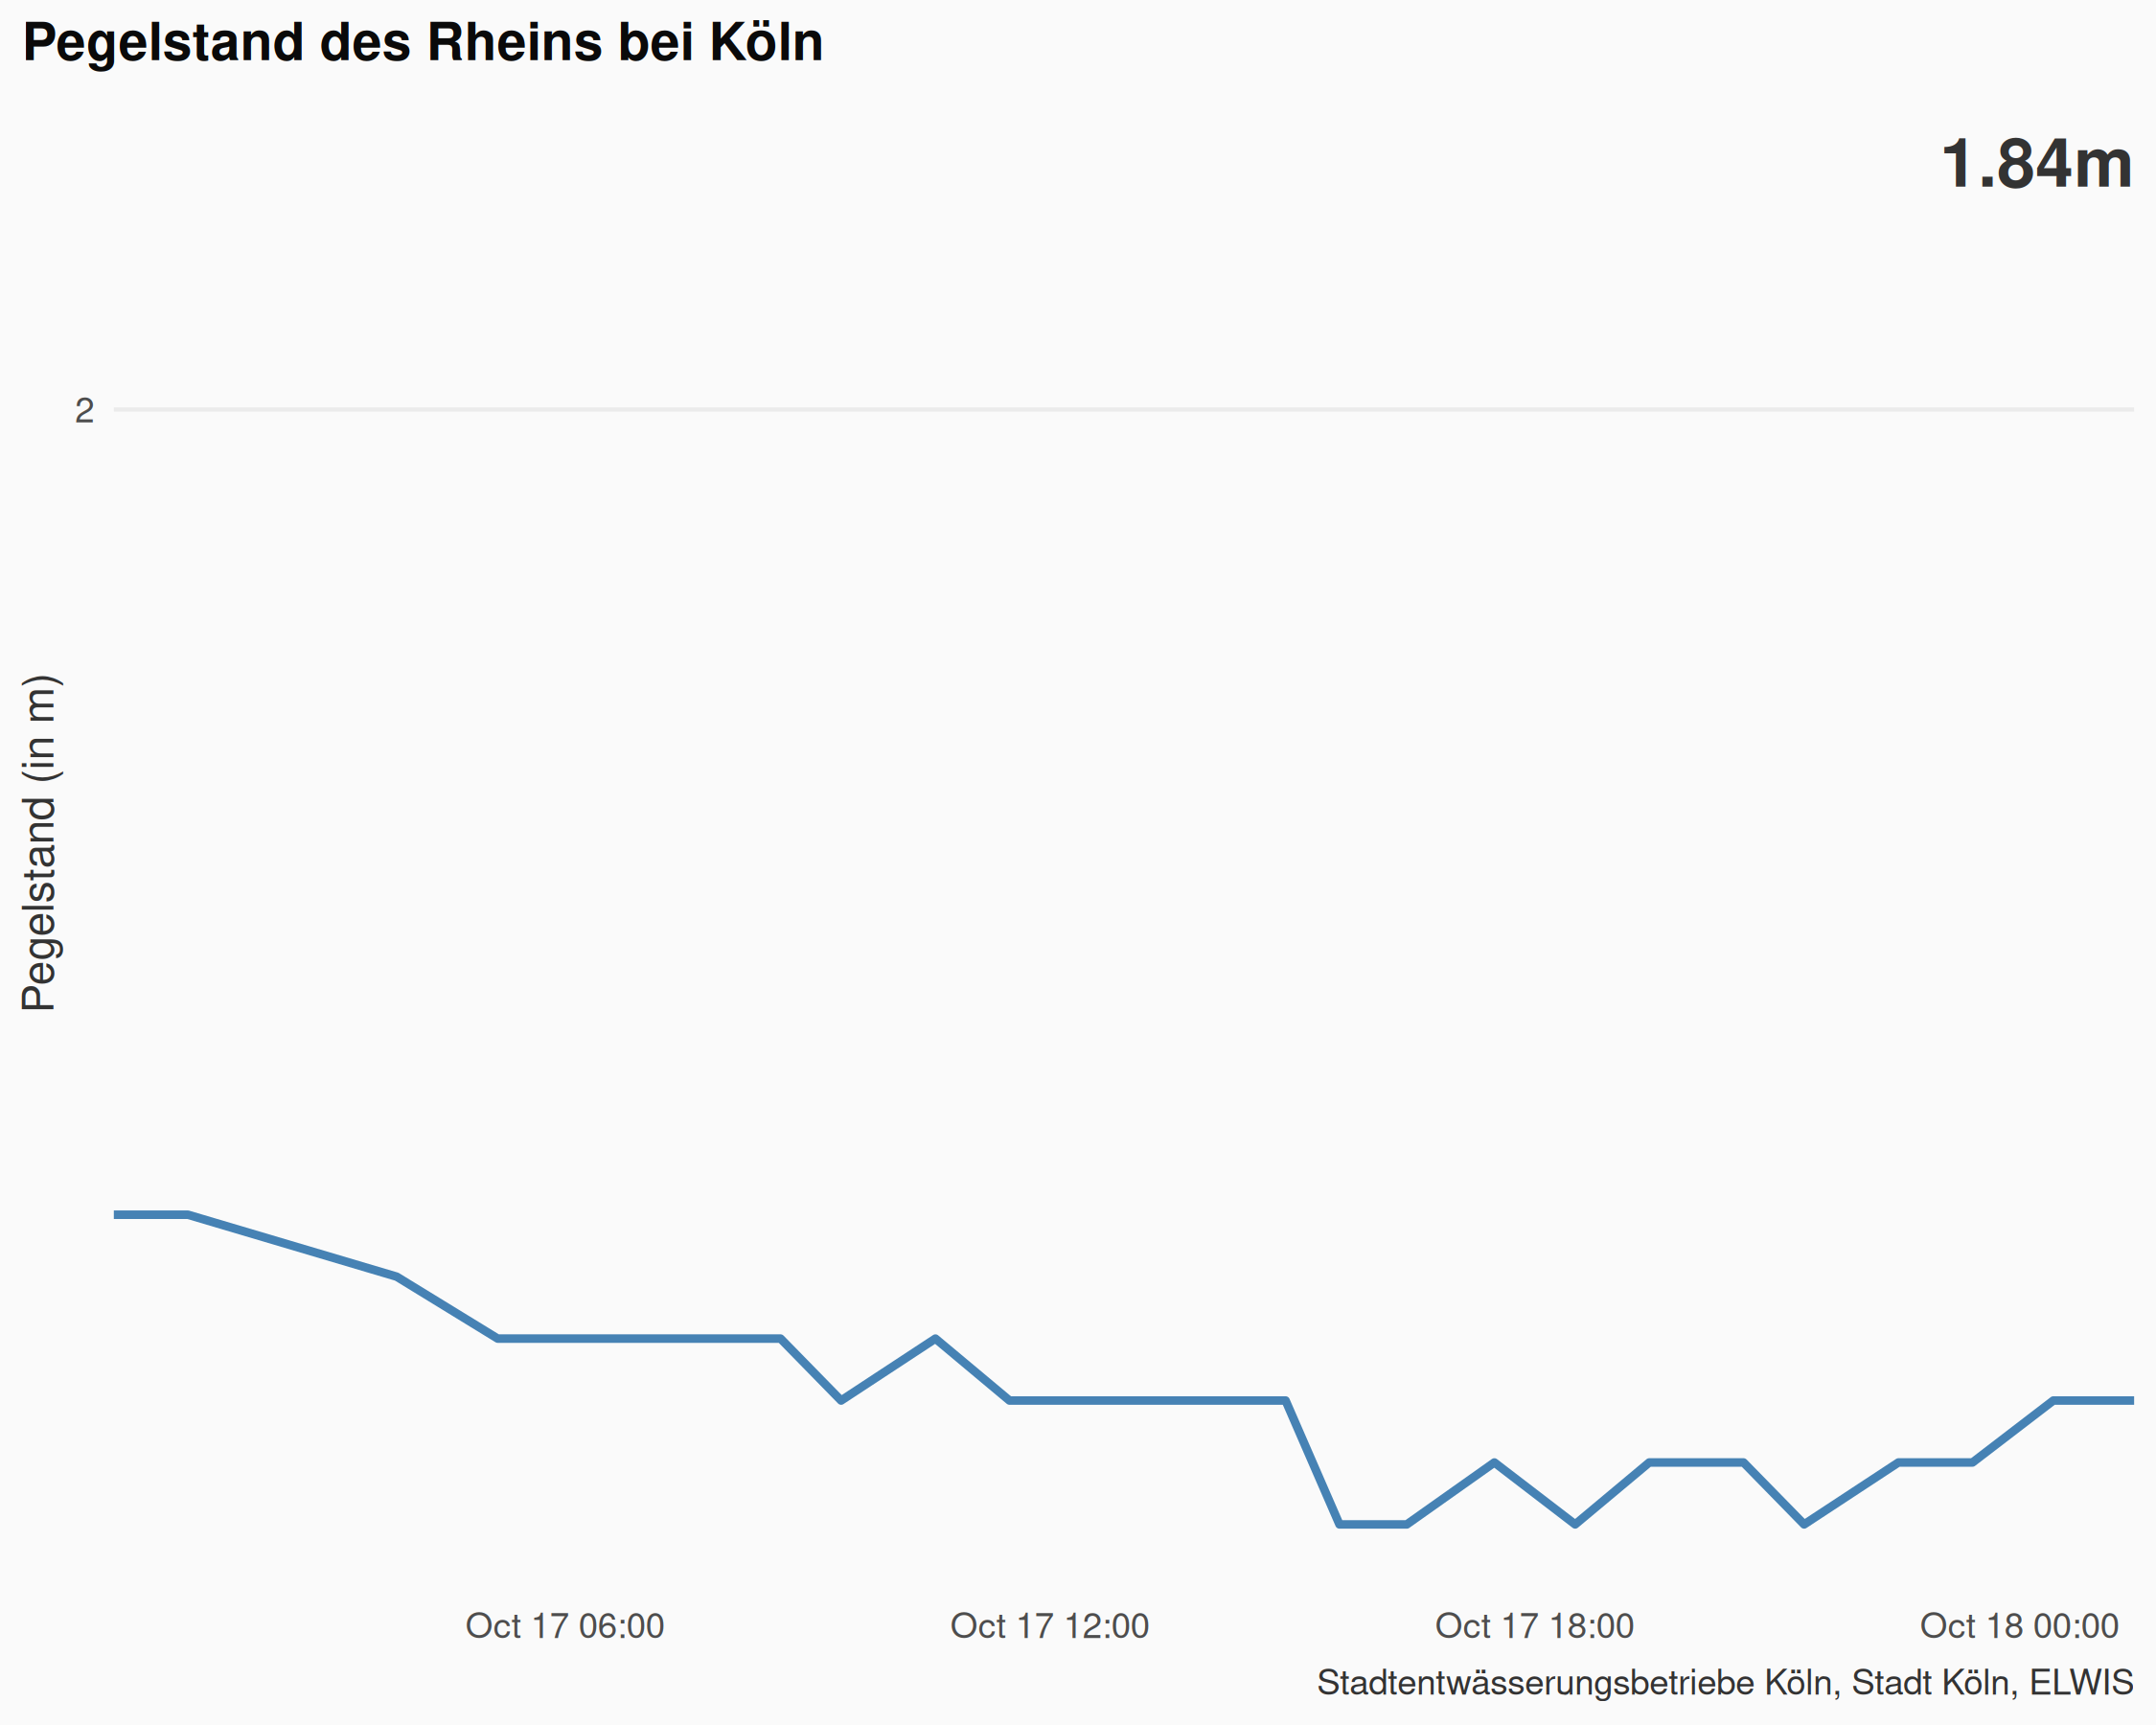 Pegelstand des Rheins bei Köln
1.84m
2
Pegelstand (in m)
Oct 17 06:00
Oct 17 12:00
Oct 17 18:00
Oct 18 00:00
Stadtentwässerungsbetriebe Köln, Stadt Köln, ELWIS